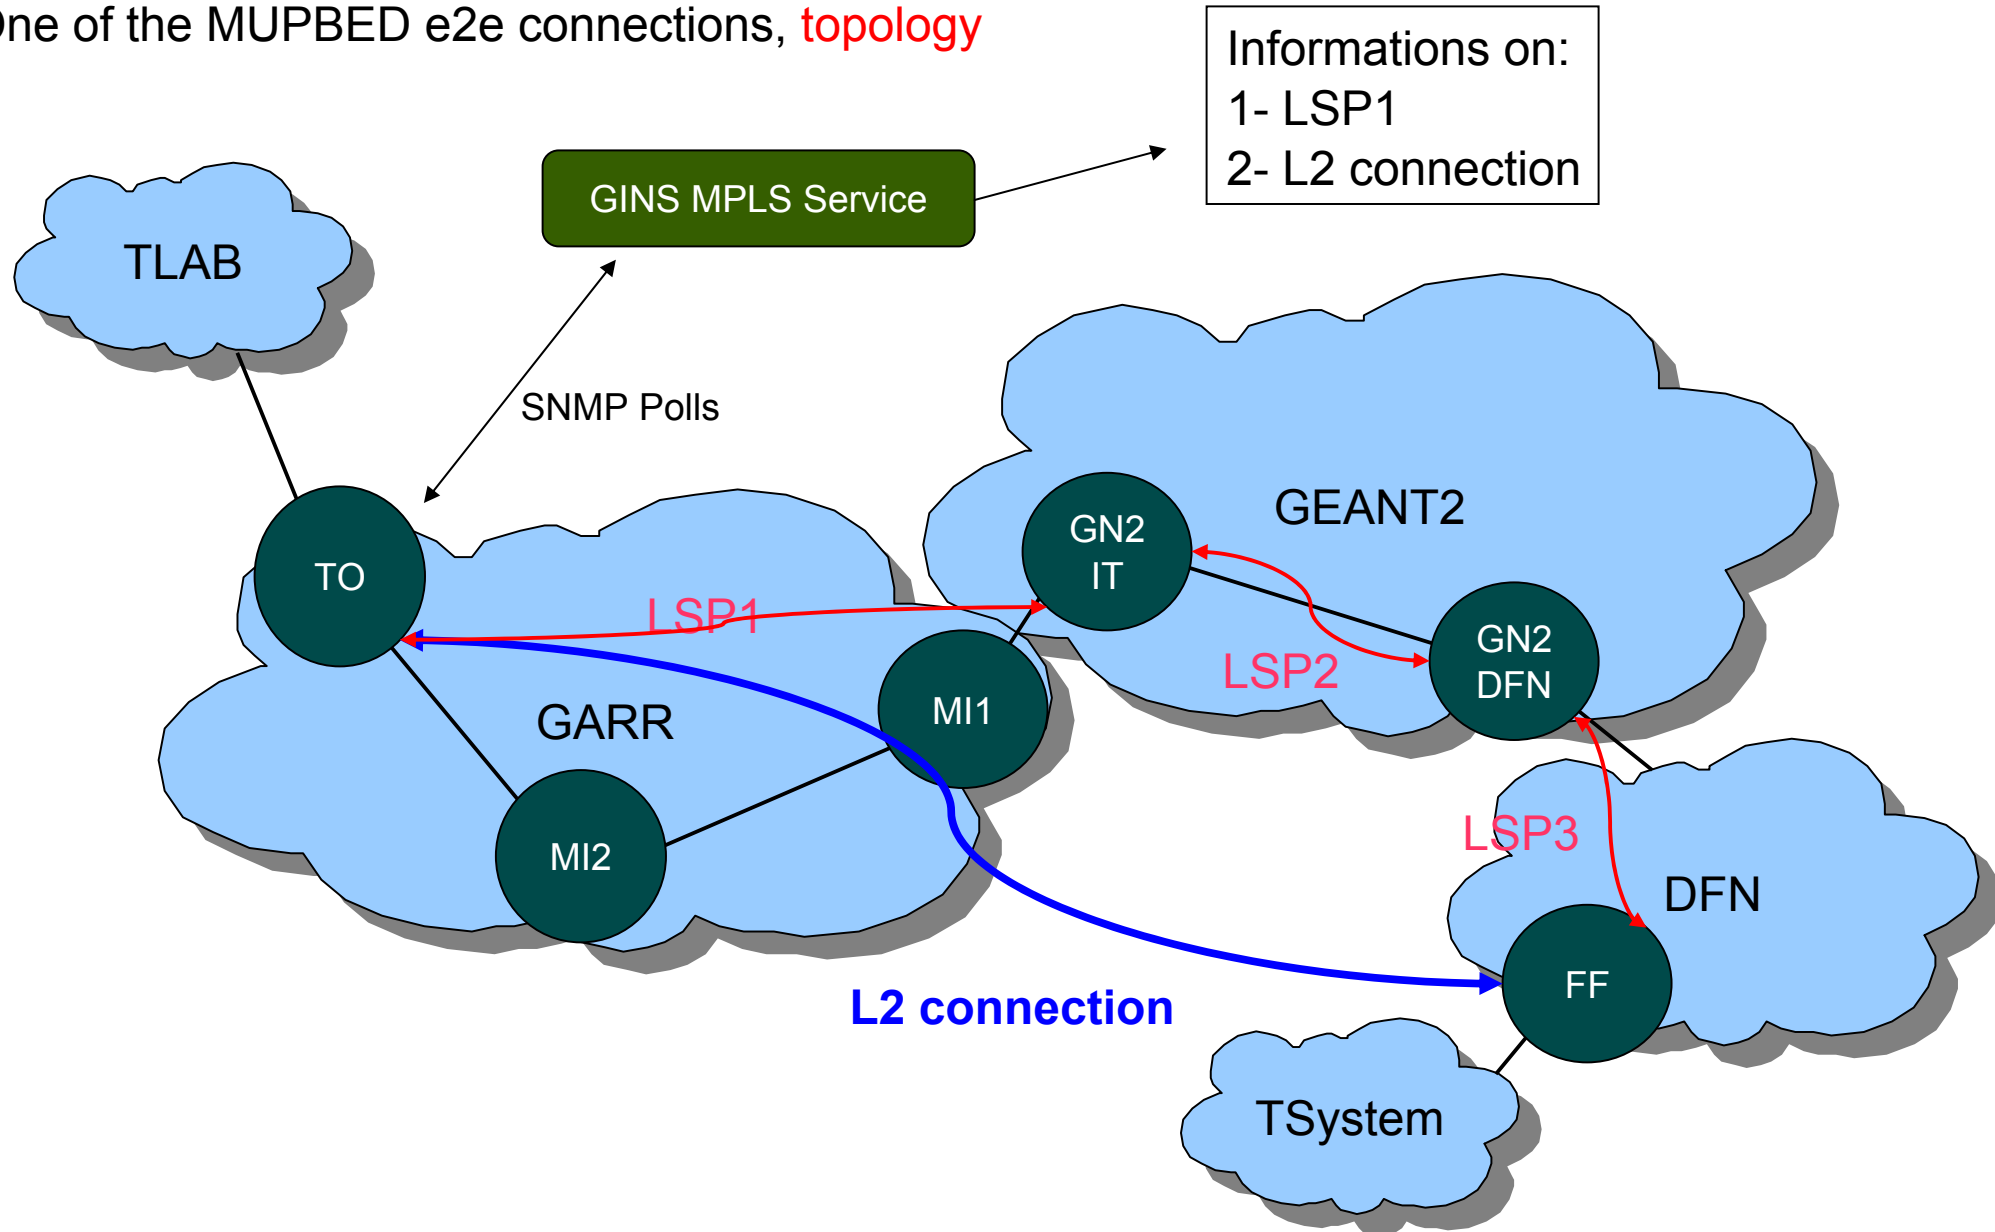 One of the MUPBED e2e connections, topology
Informations on:
1- LSP1
2- L2 connection
GINS MPLS Service
TLAB
SNMP Polls
GEANT2
GN2
IT
TO
LSP1
GN2
DFN
LSP2
MI1
GARR
LSP3
MI2
DFN
FF
L2 connection
TSystem